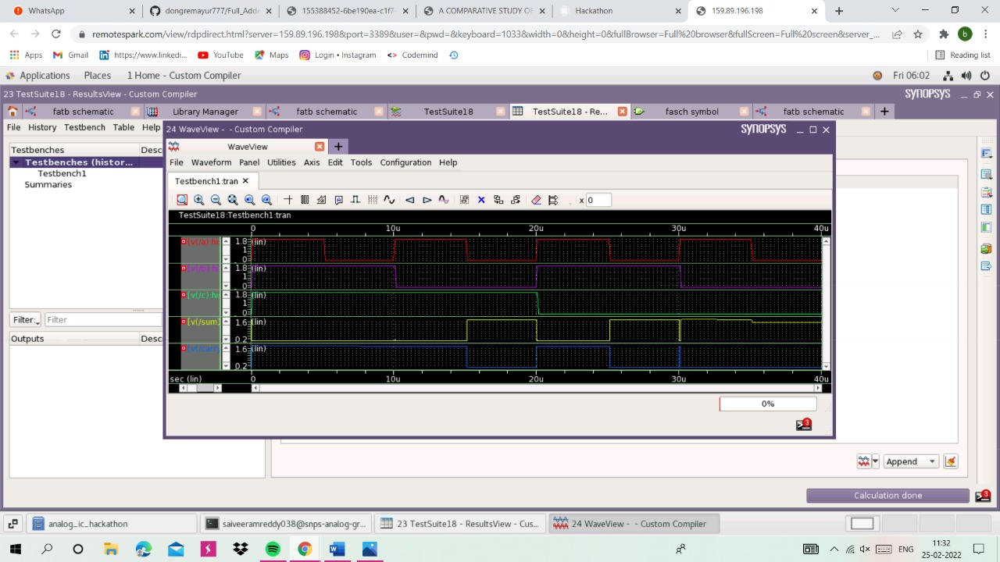 WhatsApp
dongremayur777/Full_Adde
155388452-6be190ea-c1f7-
A COMPARATIVE STUDY OF
Hackathon
159.89.196.198
remotespark.com/view/rdpdirect.html?server=159.89.196.198&port=3389&user=&pwd=&keyboard=1033&width=0&height=0&fullBrowser=Full%20browser&fullScreen=Full%20screen&server_...
b
Apps
Gmail
https://www.linkedi...
YouTube
Maps
Login • Instagram
Codemind
Reading list
Applications Places 1 Home - Custom Compiler
Fri 06:02
23 TestSuite18 - ResultsView - Custom Compiler
SYNOPSYS
fatb schematic
Library Manager
fatb schematic
TestSuite18
TestSuite18 - Re...
fasch symbol
fatb schematic
File History Testbench Table Help
24 WaveView - - Custom Compiler
SYNOPSYS
WaveView
File Waveform Panel Utilities Axis Edit Tools Configuration Help
Testbench1:tran
x 0
TestSuite18:Testbench1:tran
0 10u 20u 30u 40u
[v(/a):hi 1.8 (lin)
1
0
[v(/b):hi 1.8 (lin)
1
0
[v(/c):hi 1.8 (lin)
1
0
[v(/sum) 1.6 (lin)
0.2
[v(/carry 1.6 (lin)
0.2
sec (lin) 0 10u 20u 30u 40u
0%
3
Testbenches Desc
Testbenches (histor...
Testbench1
Summaries
Filter: Filter
Outputs Desc
Append
Calculation done
3
analog_ic_hackathon
saiveeramreddy038@snps-analog-gr...
23 TestSuite18 - ResultsView - Cus...
24 WaveView - - Custom Compiler
ENG
11:32
25-02-2022